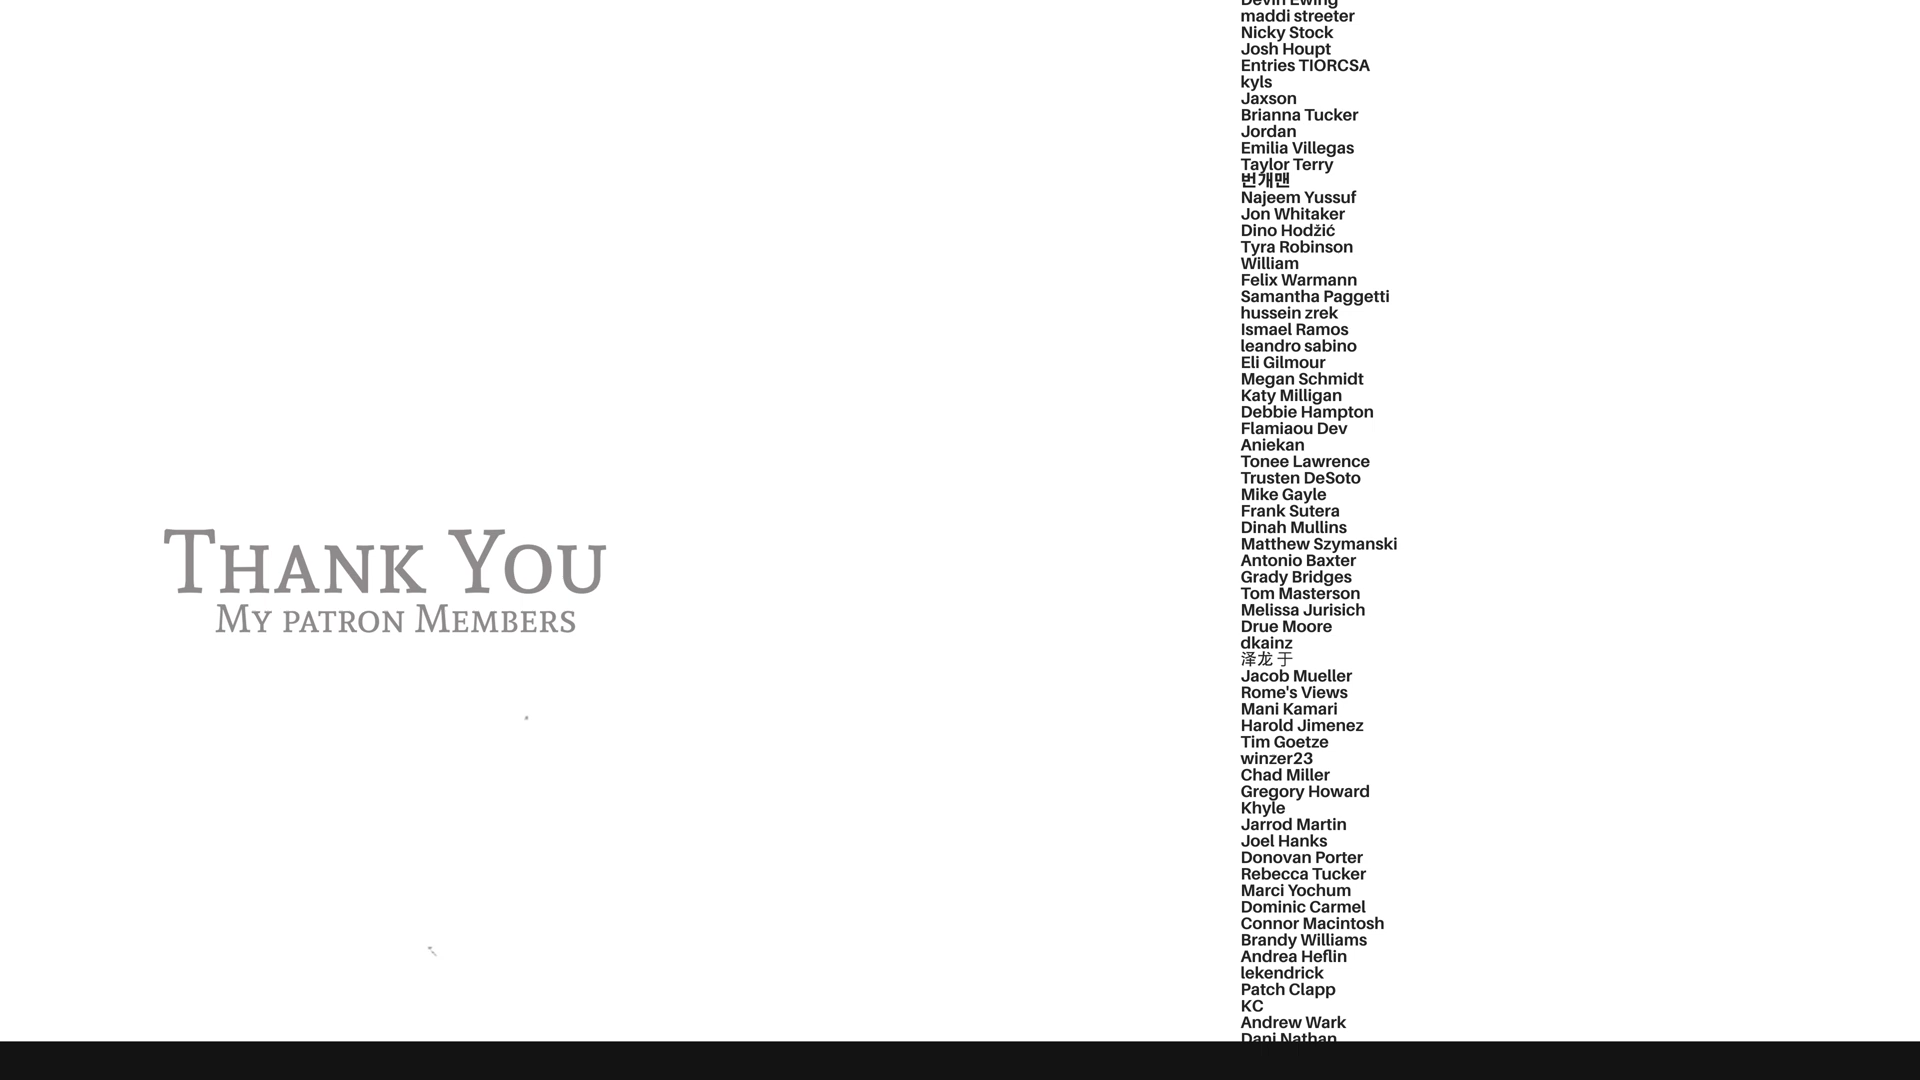 Thank You
My patron Members
Devin Ewing
maddi streeter
Nicky Stock
Josh Houpt
Entries TIORCSA
kyls
Jaxson
Brianna Tucker
Jordan
Emilia Villegas
Taylor Terry
번개맨
Najeem Yussuf
Jon Whitaker
Dino Hodžić
Tyra Robinson
William
Felix Warmann
Samantha Paggetti
hussein zrek
Ismael Ramos
leandro sabino
Eli Gilmour
Megan Schmidt
Katy Milligan
Debbie Hampton
Flamiaou Dev
Aniekan
Tonee Lawrence
Trusten DeSoto
Mike Gayle
Frank Sutera
Dinah Mullins
Matthew Szymanski
Antonio Baxter
Grady Bridges
Tom Masterson
Melissa Jurisich
Drue Moore
dkainz
泽龙 于
Jacob Mueller
Rome's Views
Mani Kamari
Harold Jimenez
Tim Goetze
winzer23
Chad Miller
Gregory Howard
Khyle
Jarrod Martin
Joel Hanks
Donovan Porter
Rebecca Tucker
Marci Yochum
Dominic Carmel
Connor Macintosh
Brandy Williams
Andrea Heflin
lekendrick
Patch Clapp
KC
Andrew Wark
Dani Nathan